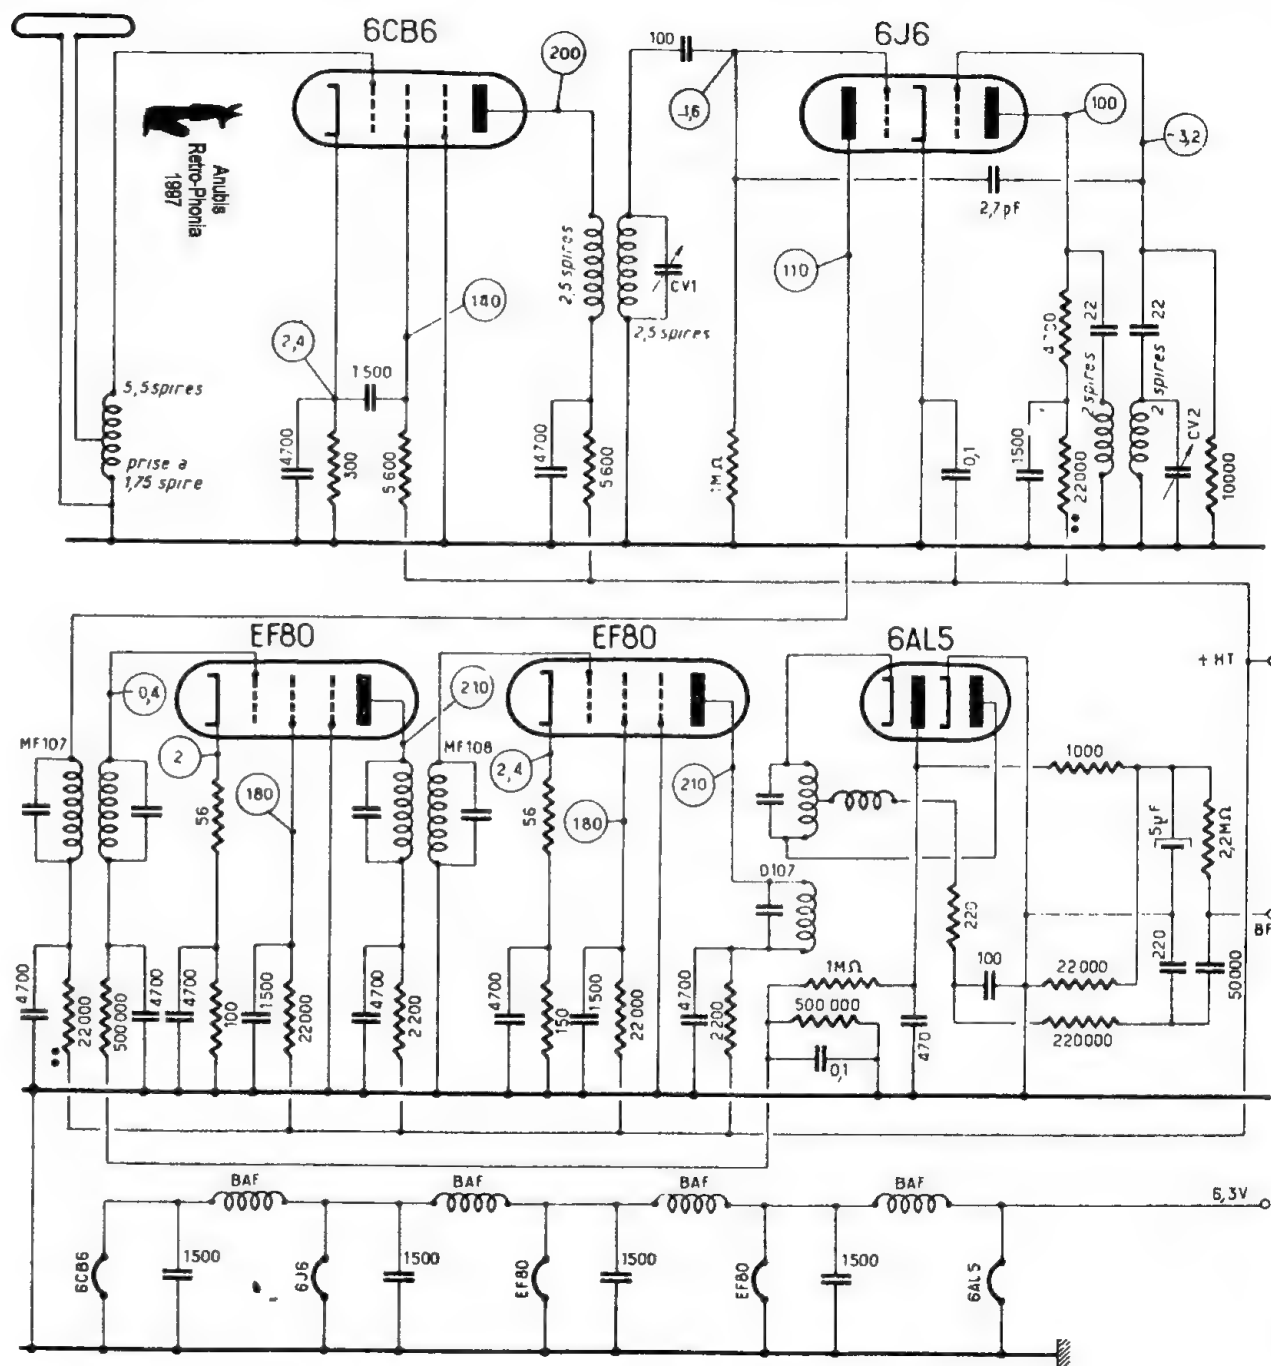 6CB6
6J6
200
100
-3,2
100
Anubis
Retro-Phonia
1997
2,7 pF
110
180
2,4
2,5 spires
CV1
2,5 spires
22
22
2 spires
2 spires
CV2
1500
5,5 spires
prise a
1,75 spire
4700
300
5600
4700
5600
1MΩ
0,1
1500
22000
10000
EF80
EF80
6AL5
+ HT
0,4
210
MF107
2
MF108
2,4
210
1000
56
180
56
180
5µF
2,2MΩ
D107
220
BF
4700
22000
500000
4700
4700
100
1500
22000
4700
2200
4700
150
1500
22000
4700
2200
1MΩ
500 000
0,1
470
100
22000
220000
220
50000
BAF
BAF
BAF
BAF
6,3V
6CB6
1500
6J6
1500
EF80
1500
EF80
1500
6AL5